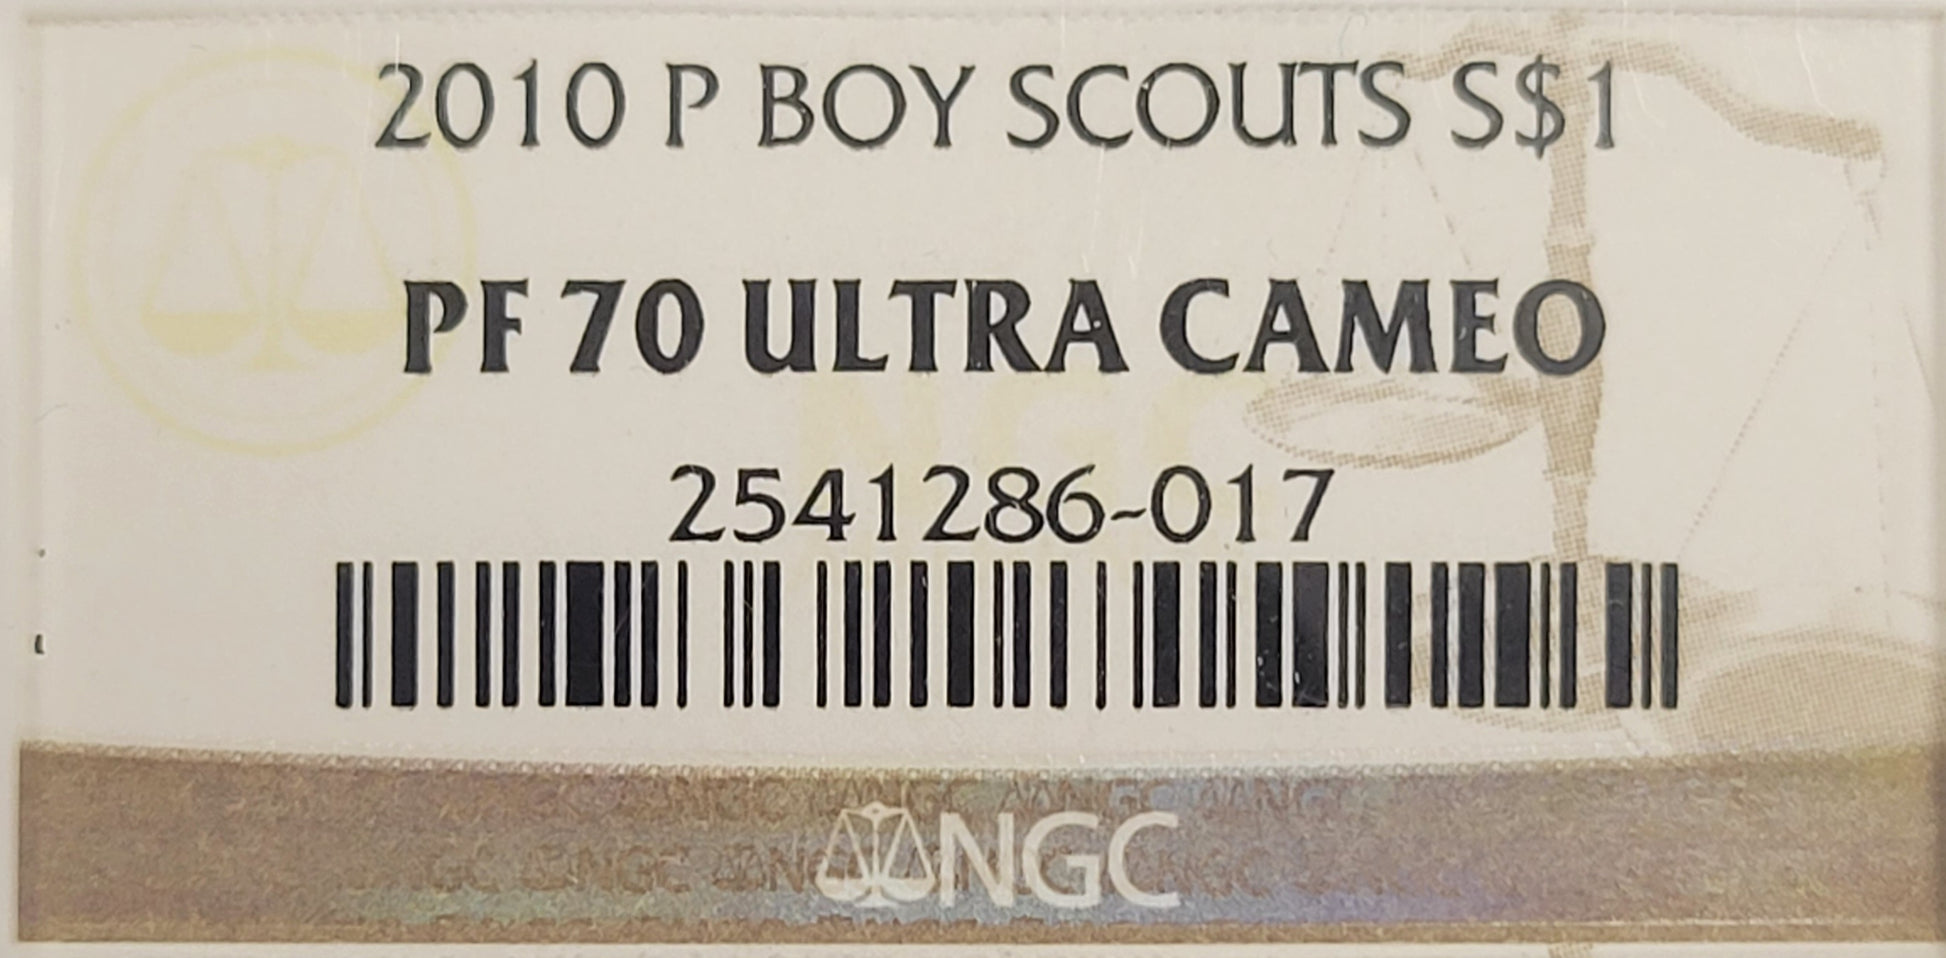 2010 P BOY SCOUTS S$1
PF 70 ULTRA CAMEO
2541286-017
NGC